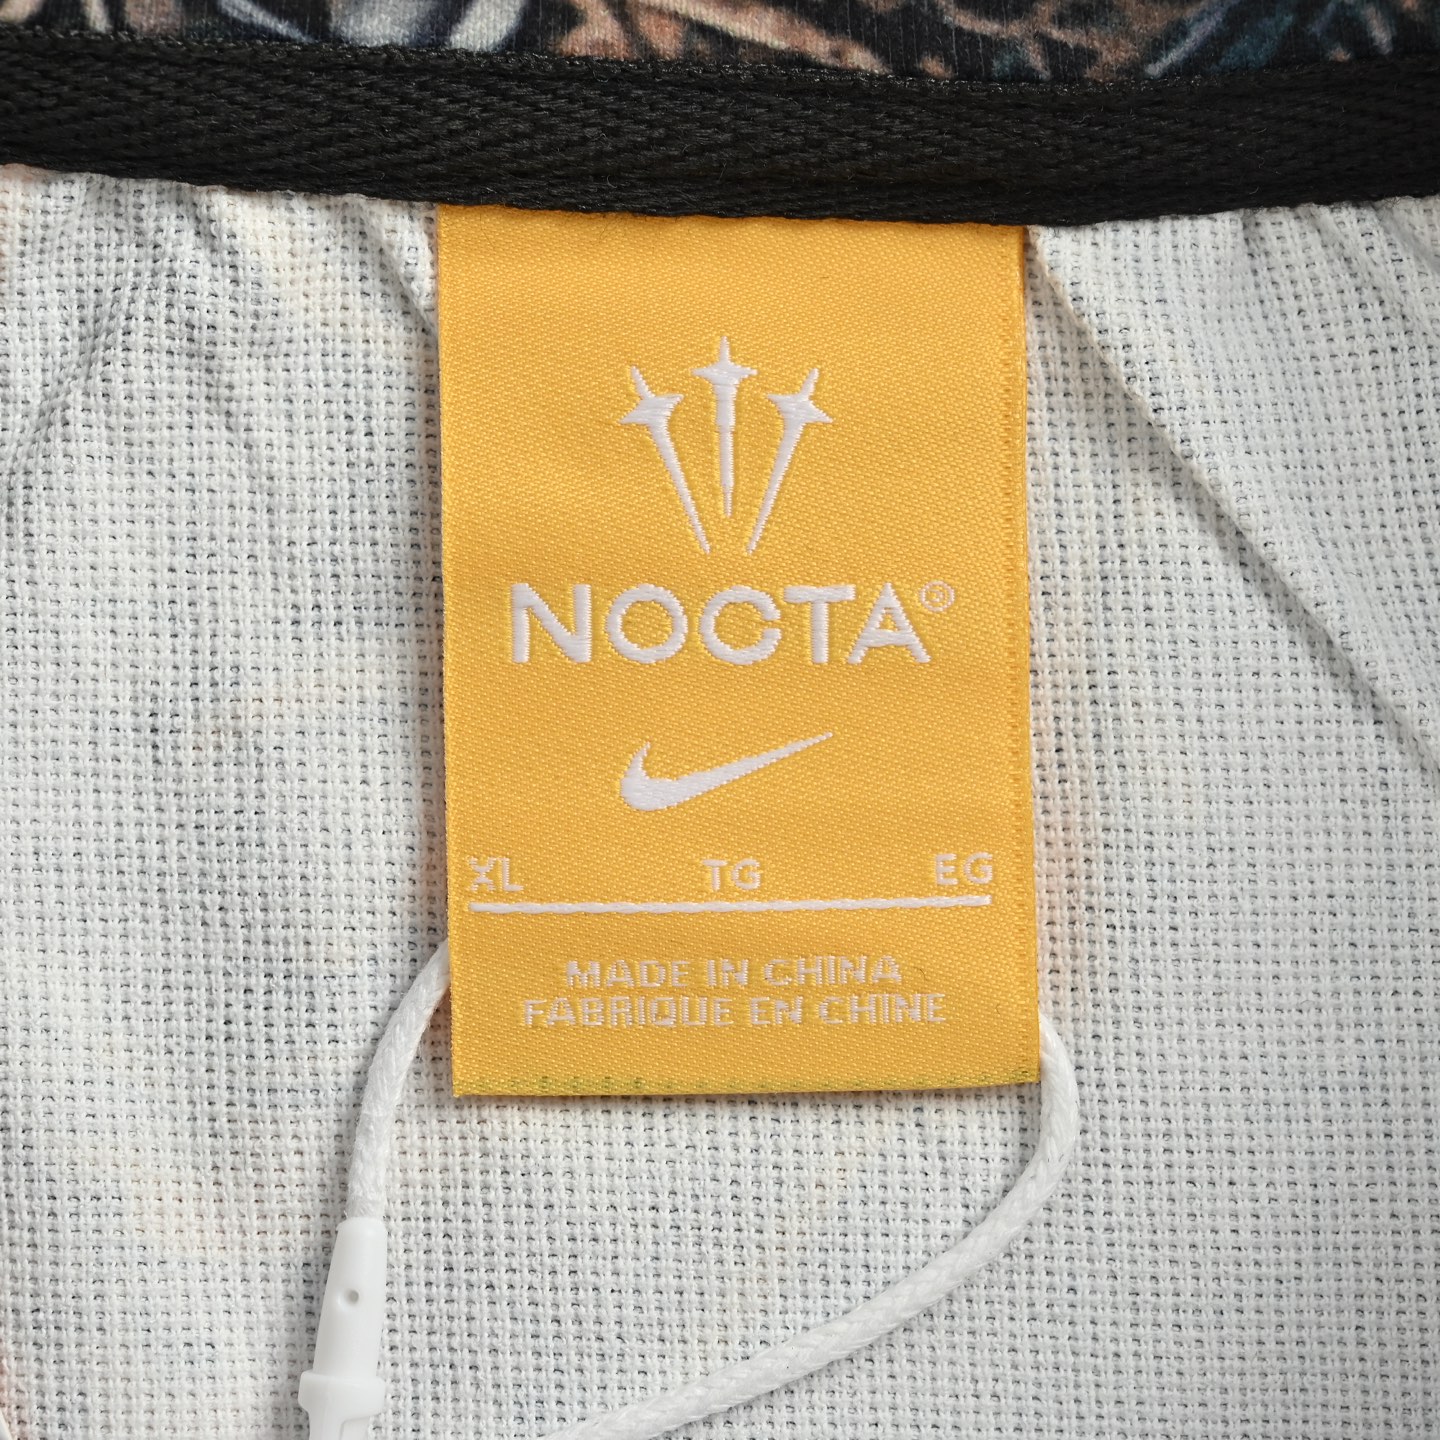 NOCTA®
XL TG EG
MADE IN CHINA
FABRIQUE EN CHINE